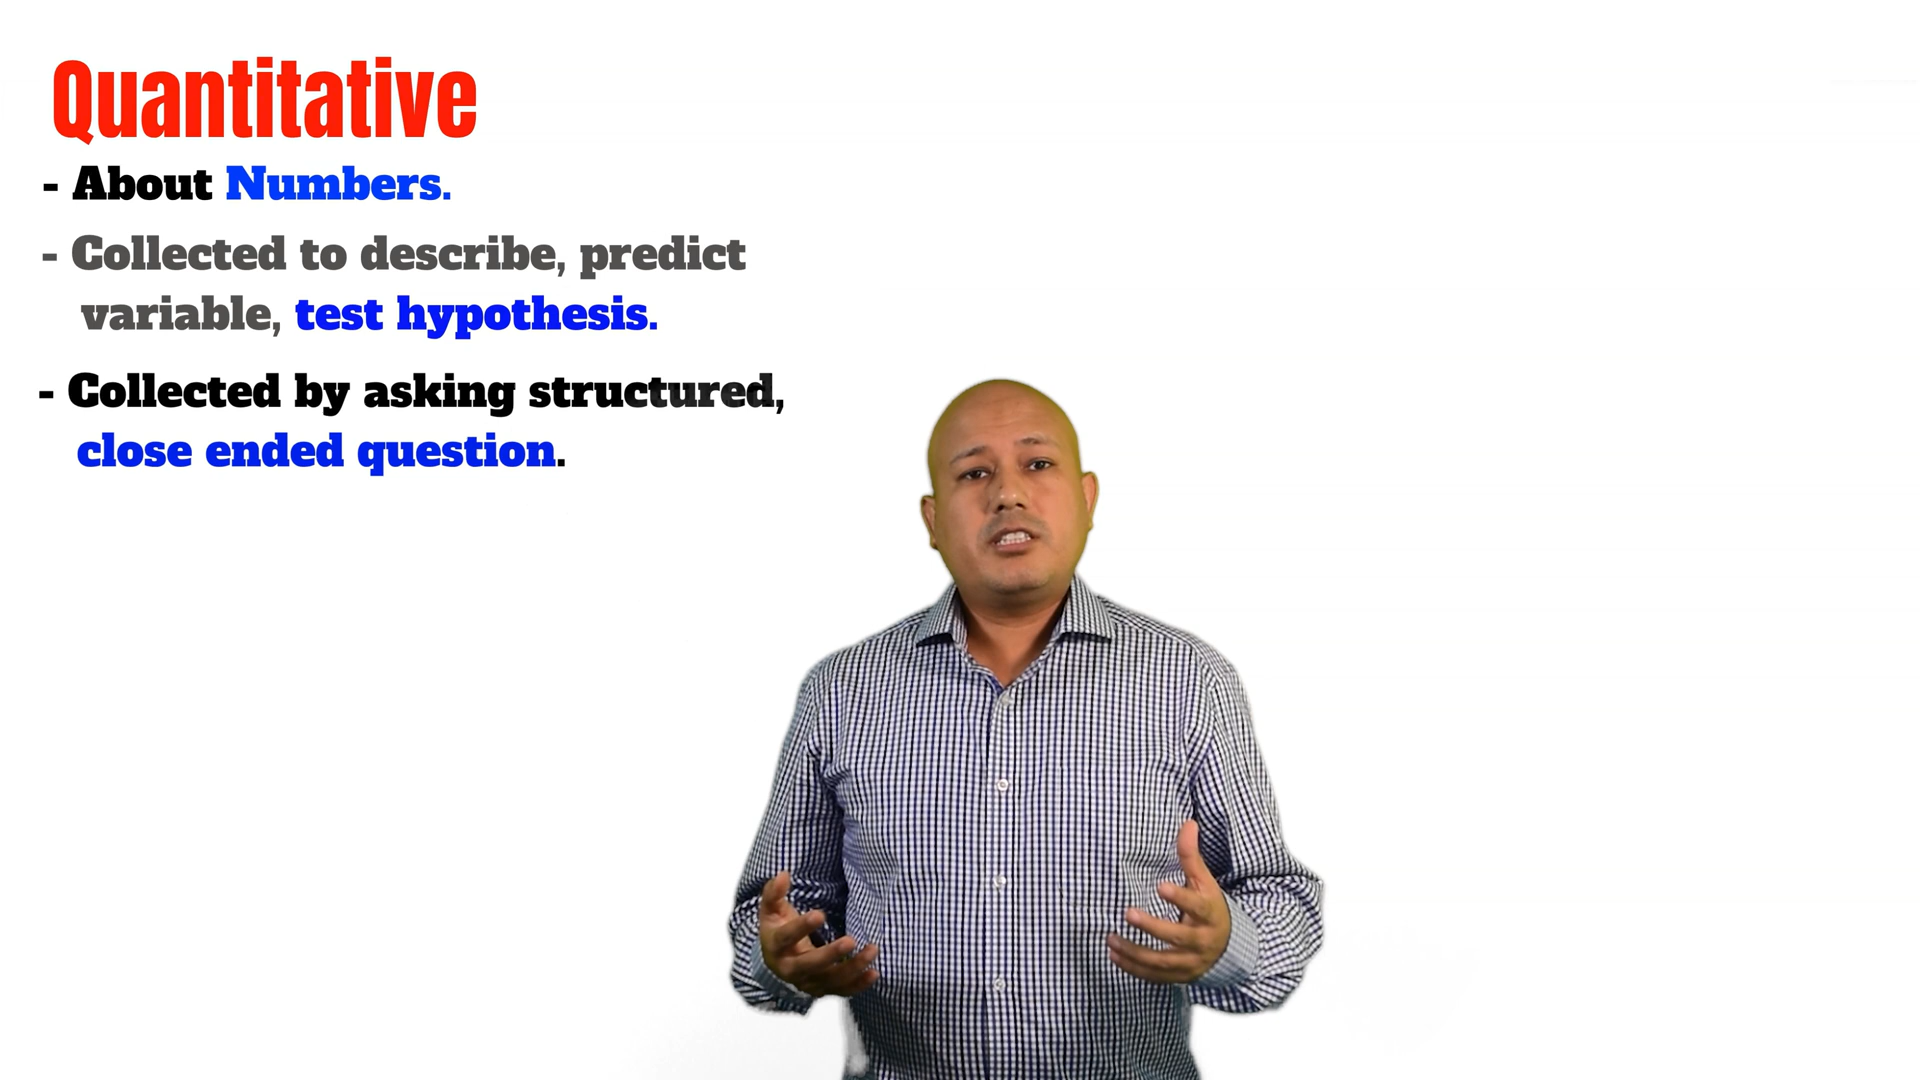 Quantitative
- About Numbers.
- Collected to describe, predict
variable, test hypothesis.
- Collected by asking structured,
close ended question.